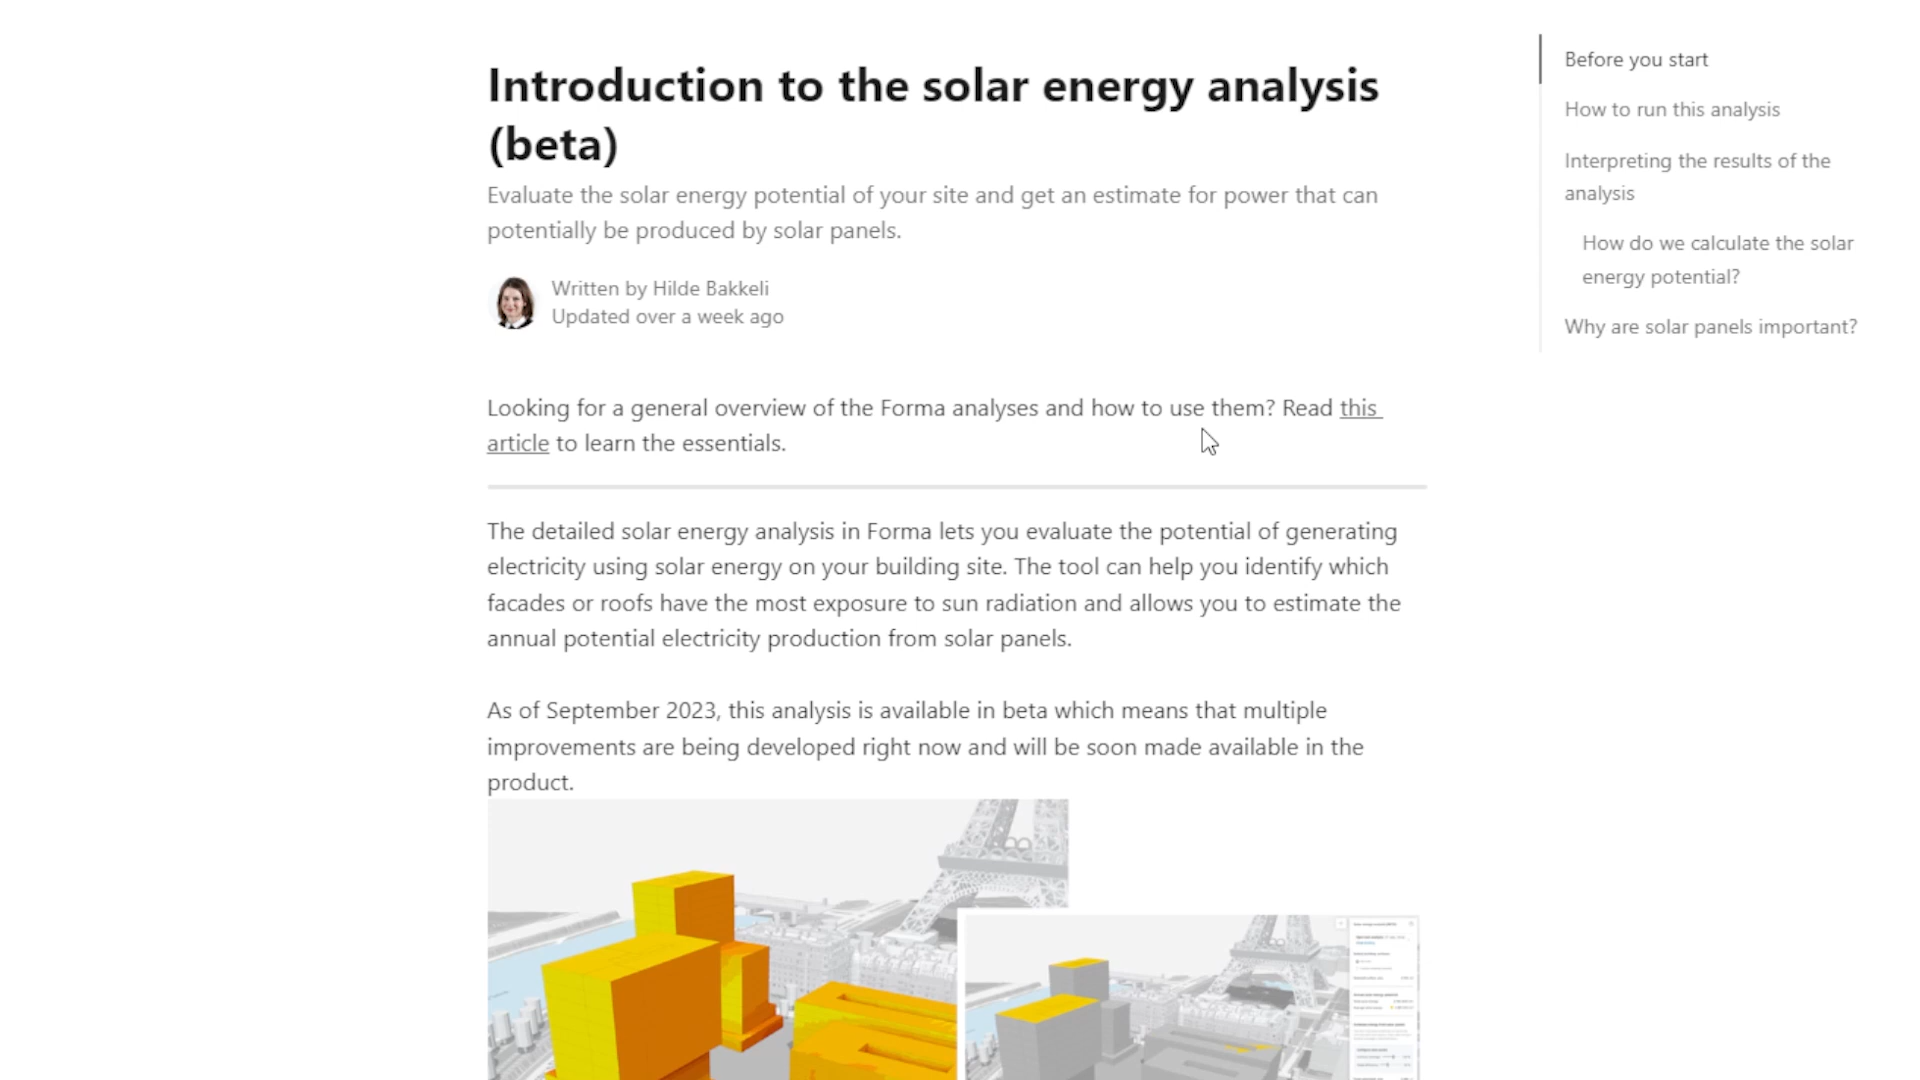 Introduction to the solar energy analysis
(beta)
Evaluate the solar energy potential of your site and get an estimate for power that can
potentially be produced by solar panels.
Written by Hilde Bakkeli
Updated over a week ago
Looking for a general overview of the Forma analyses and how to use them? Read this
article to learn the essentials.
The detailed solar energy analysis in Forma lets you evaluate the potential of generating
electricity using solar energy on your building site. The tool can help you identify which
facades or roofs have the most exposure to sun radiation and allows you to estimate the
annual potential electricity production from solar panels.
As of September 2023, this analysis is available in beta which means that multiple
improvements are being developed right now and will be soon made available in the
product.
Before you start
How to run this analysis
Interpreting the results of the
analysis
How do we calculate the solar
energy potential?
Why are solar panels important?